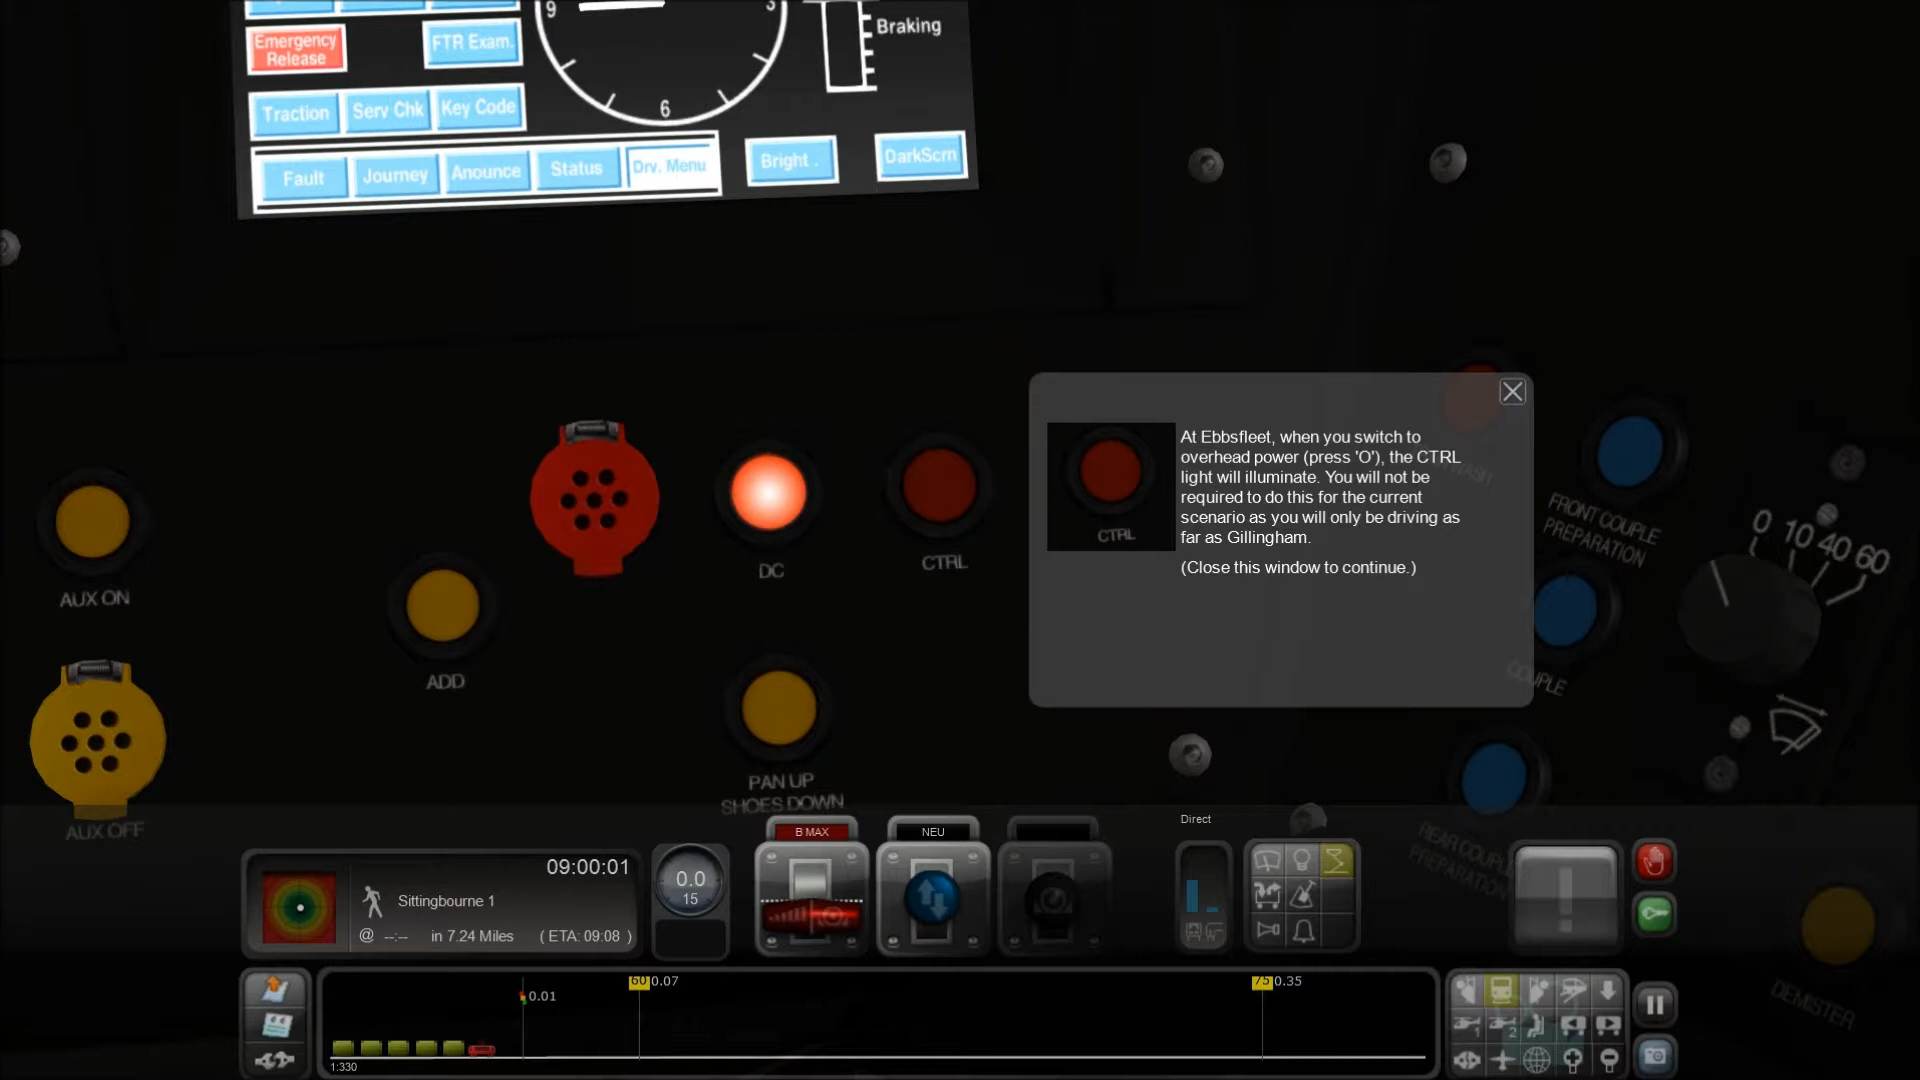 9
3
Braking
Emergency
Release
FTR Exam.
6
Traction
Serv Chk
Key Code
Fault
Journey
Anounce
Status
Drv. Menu
Bright .
DarkScrn
At Ebbsfleet, when you switch to
overhead power (press 'O'), the CTRL
light will illuminate. You will not be
required to do this for the current
scenario as you will only be driving as
far as Gillingham.
(Close this window to continue.)
CTRL
FRONT COUPLE
PREPARATION
0 10 40 60
AUX ON
DC
CTRL
ADD
COUPLE
PAN UP
SHOES DOWN
AUX OFF
REAR COUPLE
PREPARATION
DEMISTER
Direct
B MAX
NEU
09:00:01
Sittingbourne 1
@ --:-- in 7.24 Miles ( ETA: 09:08 )
0.0
15
0.01
60 0.07
75 0.35
1:330
1
2